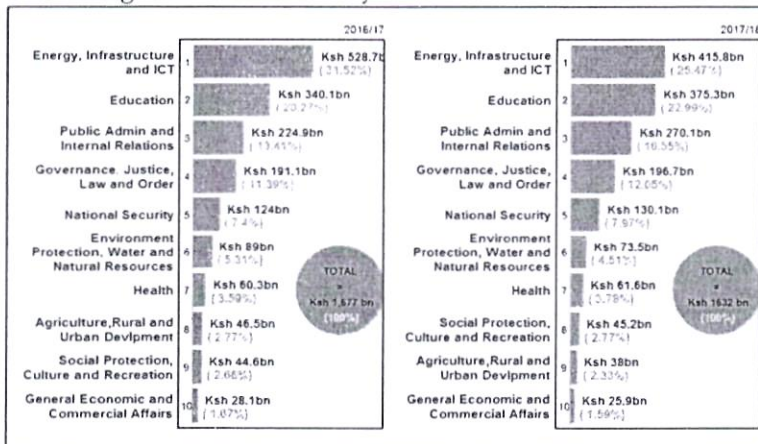 2016/17
Energy, Infrastructure
and ICT
1
Ksh 528.7b
(31.52%)
Education
2
Ksh 340.1bn
(20.27%)
Public Admin and
Internal Relations
3
Ksh 224.9bn
(13.41%)
Governance. Justice,
Law and Order
4
Ksh 191.1bn
(11.39%)
National Security
5
Ksh 124bn
(7.4%)
Environment
Protection, Water and
Natural Resources
6
Ksh 89bn
(5.31%)
Health
7
Ksh 60.3bn
(3.59%)
Agriculture,Rural and
Urban Devlpment
8
Ksh 46.5bn
(2.77%)
Social Protection,
Culture and Recreation
9
Ksh 44.6bn
(2.66%)
General Economic and
Commercial Affairs
10
Ksh 28.1bn
(1.67%)
TOTAL
=
Ksh 1,677 bn
(100%)
2017/18
Energy, Infrastructure
and ICT
1
Ksh 415.8bn
(25.47%)
Education
2
Ksh 375.3bn
(22.99%)
Public Admin and
Internal Relations
3
Ksh 270.1bn
(16.55%)
Governance, Justice,
Law and Order
4
Ksh 196.7bn
(12.05%)
National Security
5
Ksh 130.1bn
(7.97%)
Environment
Protection, Water and
Natural Resources
6
Ksh 73.5bn
(4.51%)
Health
7
Ksh 61.6bn
(3.78%)
Social Protection,
Culture and Recreation
8
Ksh 45.2bn
(2.77%)
Agriculture,Rural and
Urban Devlpment
9
Ksh 38bn
(2.33%)
General Economic and
Commercial Affairs
10
Ksh 25.9bn
(1.59%)
TOTAL
=
Ksh 1632 bn
(100%)